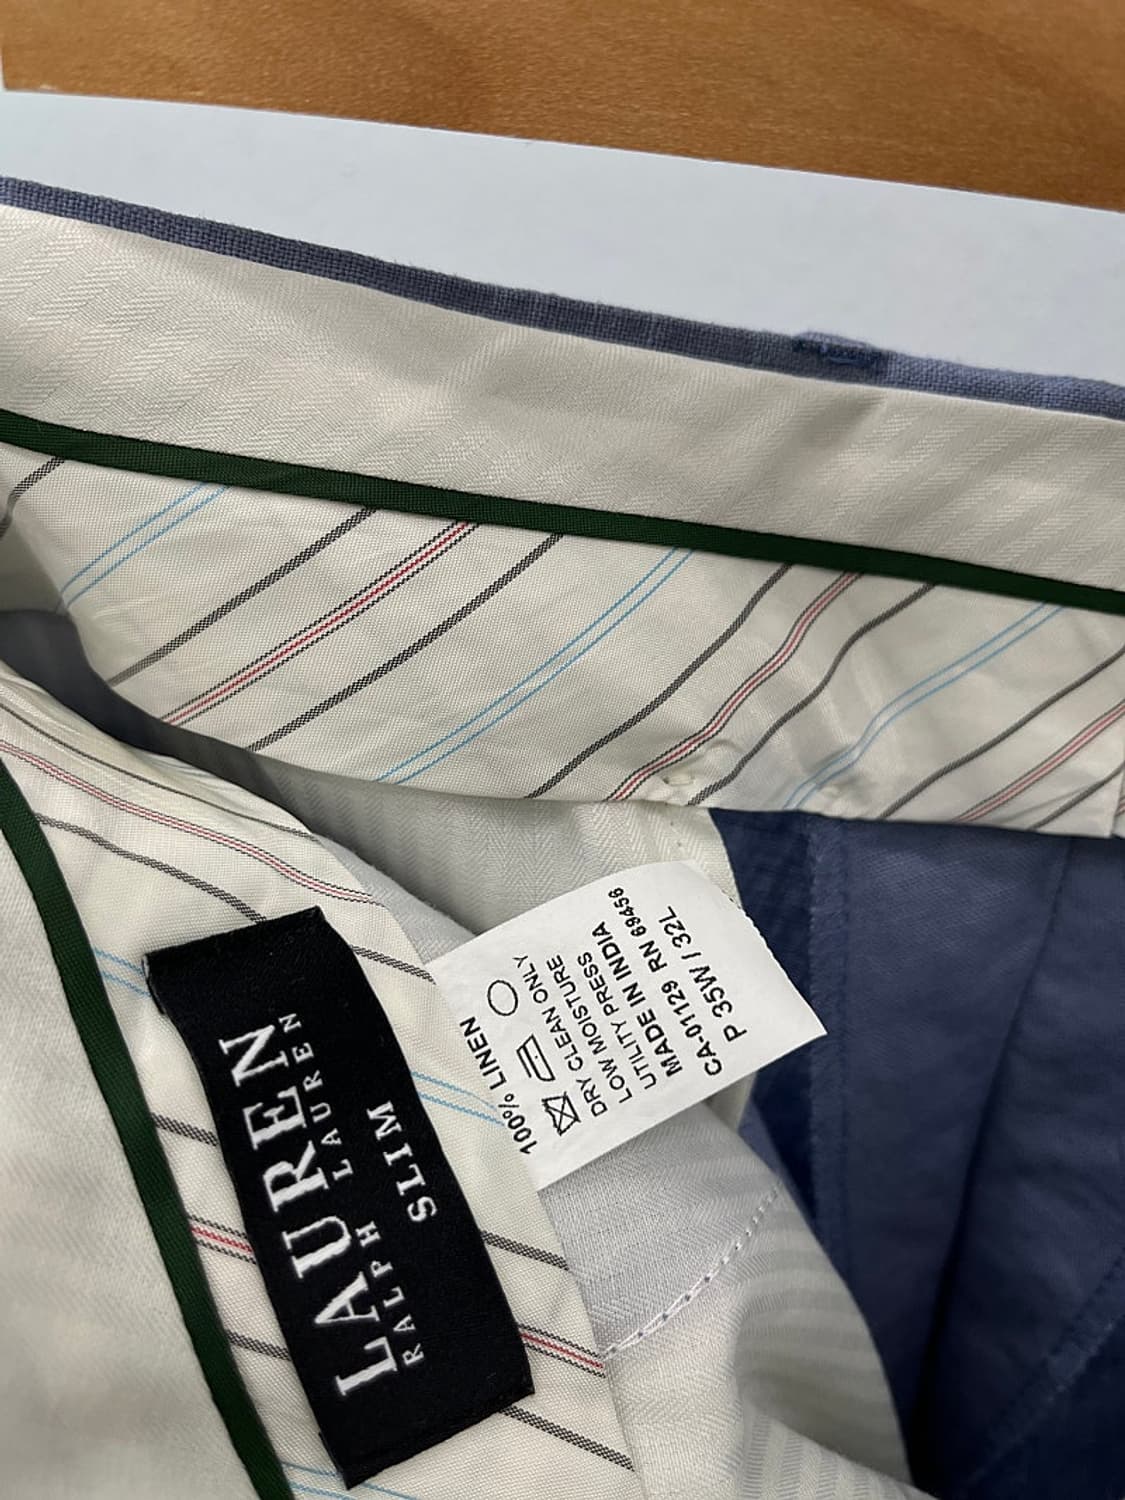 LAUREN
RALPH LAUREN
SLIM
100% LINEN
DRY CLEAN ONLY
LOW MOISTURE
UTILITY PRESS
MADE IN INDIA
CA-01129 RN 69456
P 35W / 32L